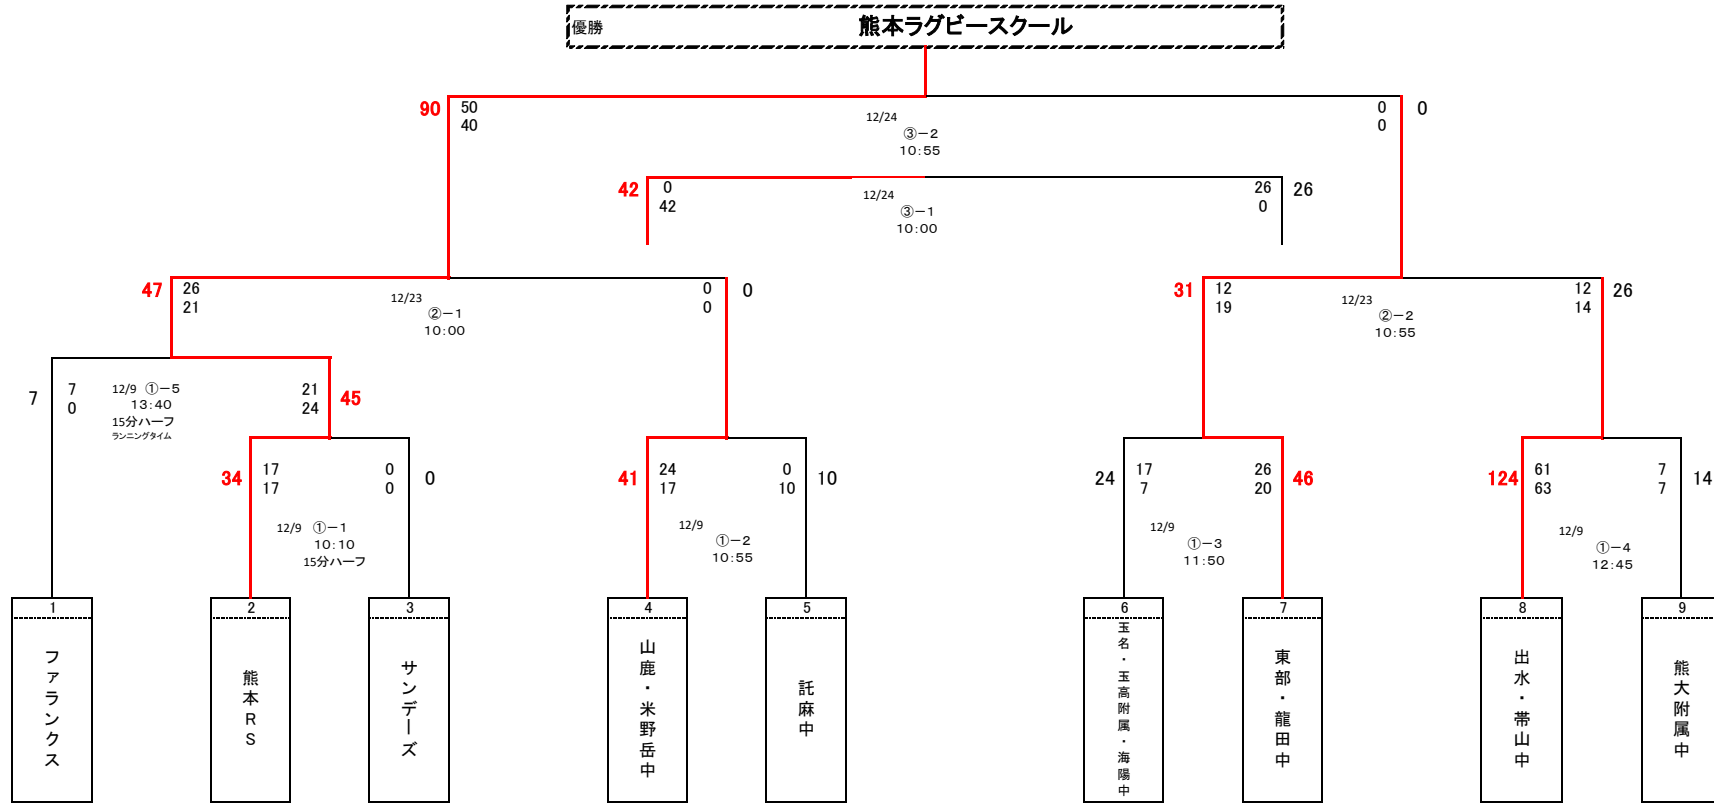 優勝 熊本ラグビースクール
90 50 0 0
40 0
12/24
③－2
10:55
42 0 26 26
42 0
12/24
③－1
10:00
47 26 0 0
21 0
12/23
②－1
10:00
31 12 12 26
19 14
12/23
②－2
10:55
7 7 21 45
0 24
12/9 ①－5
13:40
15分ハーフ
ランニングタイム
34 17 0 0
17 0
12/9 ①－1
10:10
15分ハーフ
41 24 0 10
17 10
12/9
①－2
10:55
24 17 26 46
7 20
12/9
①－3
11:50
124 61 7 14
63 7
12/9
①－4
12:45
1
ファランクス
2
熊本RS
3
サンデーズ
4
山鹿・米野岳中
5
託麻中
6
玉名・玉高附属・海陽中
7
東部・龍田中
8
出水・帯山中
9
熊大附属中